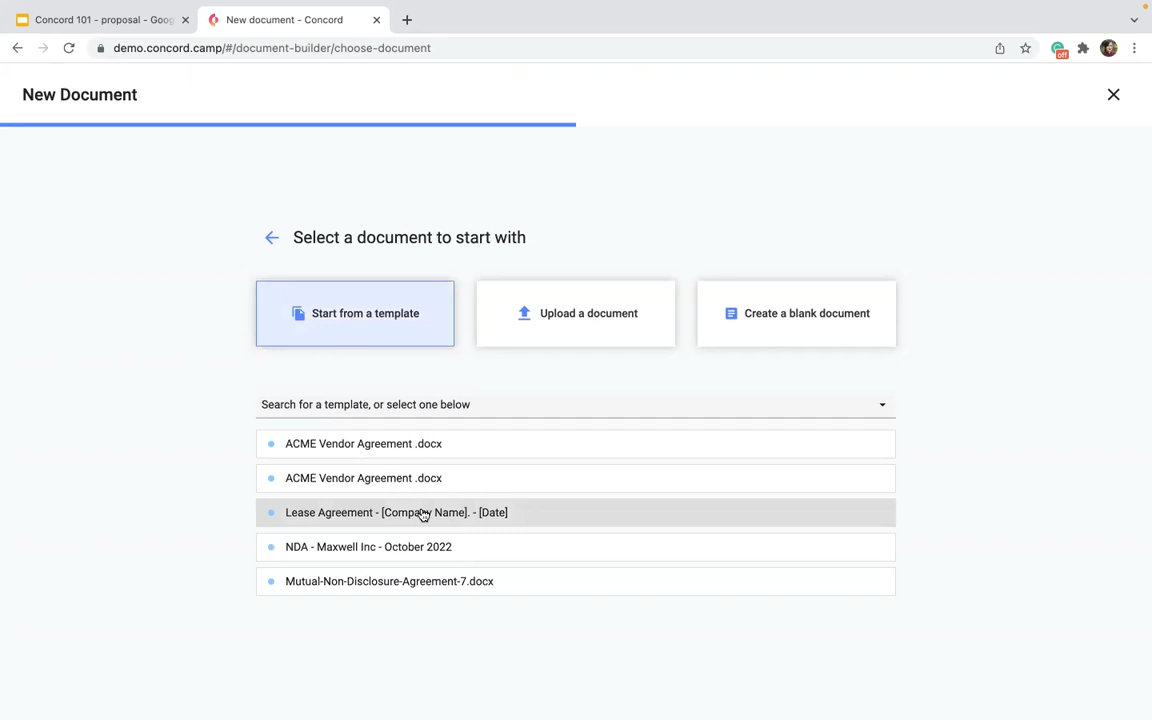 Concord 101 - proposal - Goog
New document - Concord
demo.concord.camp/#/document-builder/choose-document
off
New Document
Select a document to start with
Start from a template
Upload a document
Create a blank document
Search for a template, or select one below
ACME Vendor Agreement .docx
ACME Vendor Agreement .docx
Lease Agreement - [Company Name]. - [Date]
NDA - Maxwell Inc - October 2022
Mutual-Non-Disclosure-Agreement-7.docx